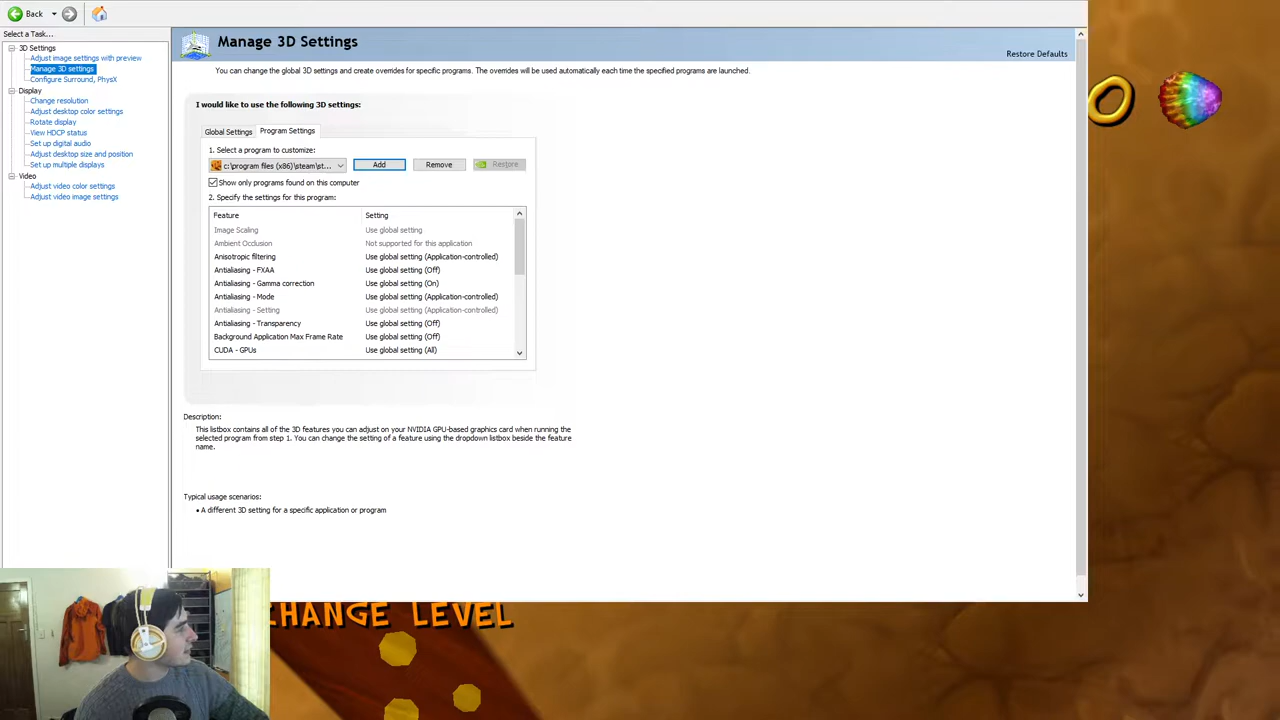 Back
Select a Task...
3D Settings
Adjust image settings with preview
Manage 3D settings
Configure Surround, PhysX
Display
Change resolution
Adjust desktop color settings
Rotate display
View HDCP status
Set up digital audio
Adjust desktop size and position
Set up multiple displays
Video
Adjust video color settings
Adjust video image settings
Manage 3D Settings
Restore Defaults
You can change the global 3D settings and create overrides for specific programs. The overrides will be used automatically each time the specified programs are launched.
I would like to use the following 3D settings:
Global Settings Program Settings
1. Select a program to customize:
c:\program files (x86)\steam\st... Add Remove Restore
Show only programs found on this computer
2. Specify the settings for this program:
Feature Setting
Image Scaling Use global setting
Ambient Occlusion Not supported for this application
Anisotropic filtering Use global setting (Application-controlled)
Antialiasing - FXAA Use global setting (Off)
Antialiasing - Gamma correction Use global setting (On)
Antialiasing - Mode Use global setting (Application-controlled)
Antialiasing - Setting Use global setting (Application-controlled)
Antialiasing - Transparency Use global setting (Off)
Background Application Max Frame Rate Use global setting (Off)
CUDA - GPUs Use global setting (All)
Description:
This listbox contains all of the 3D features you can adjust on your NVIDIA GPU-based graphics card when running the
selected program from step 1. You can change the setting of a feature using the dropdown listbox beside the feature
name.
Typical usage scenarios:
• A different 3D setting for a specific application or program
CHANGE LEVEL
0